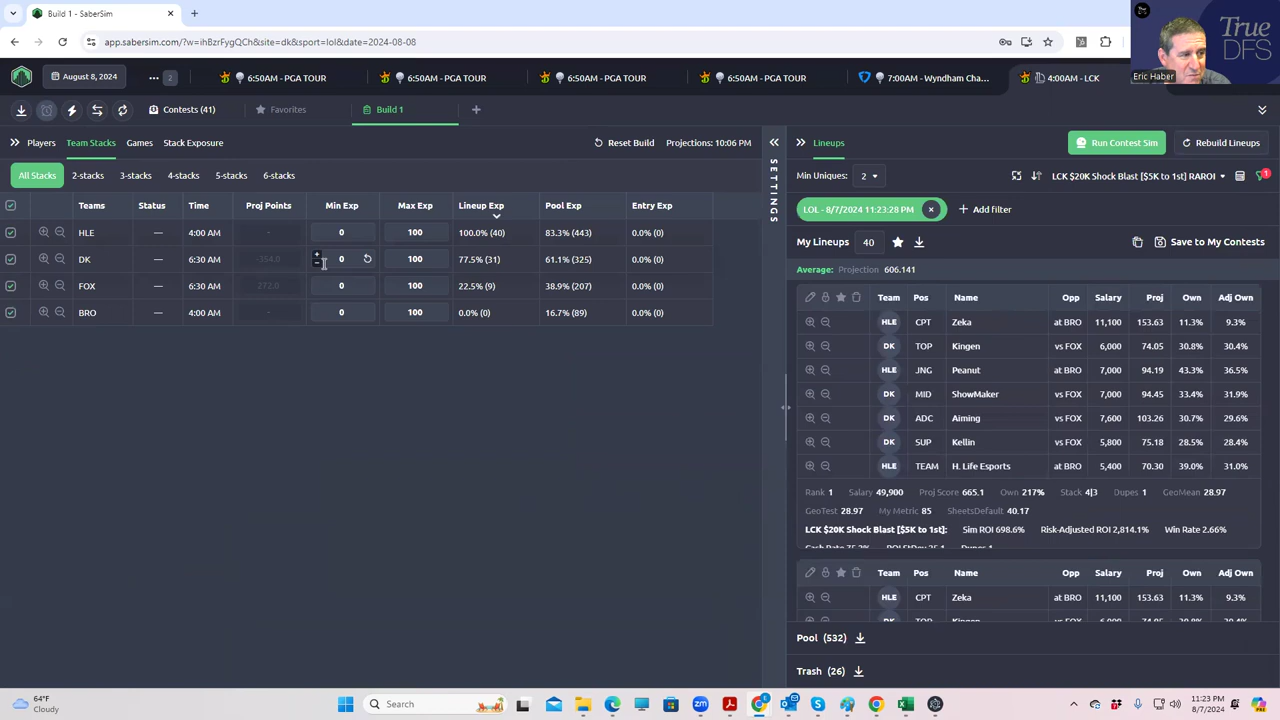 Build 1 - SaberSim
app.sabersim.com/?w=ihBzrFygQCh&site=dk&sport=lol&date=2024-08-08
True
DFS
Eric Haber
August 8, 2024
2
6:50AM - PGA TOUR
6:50AM - PGA TOUR
6:50AM - PGA TOUR
6:50AM - PGA TOUR
7:00AM - Wyndham Cha...
4:00AM - LCK
Contests (41)
Favorites
Build 1
Players
Team Stacks
Games
Stack Exposure
Reset Build
Projections: 10:06 PM
All Stacks
2-stacks
3-stacks
4-stacks
5-stacks
6-stacks
Teams Status Time Proj Points Min Exp Max Exp Lineup Exp Pool Exp Entry Exp
HLE — 4:00 AM - 0 100 100.0% (40) 83.3% (443) 0.0% (0)
DK — 6:30 AM -354.0 0 100 77.5% (31) 61.1% (325) 0.0% (0)
FOX — 6:30 AM 272.0 0 100 22.5% (9) 38.9% (207) 0.0% (0)
BRO — 4:00 AM - 0 100 0.0% (0) 16.7% (89) 0.0% (0)
SETTINGS
Lineups
Run Contest Sim
Rebuild Lineups
Min Uniques: 2
LCK $20K Shock Blast [$5K to 1st] RAROI
1
LOL - 8/7/2024 11:23:28 PM
Add filter
My Lineups 40
Save to My Contests
Average: Projection 606.141
Team Pos Name Opp Salary Proj Own Adj Own
HLE CPT Zeka at BRO 11,100 153.63 11.3% 9.3%
DK TOP Kingen vs FOX 6,000 74.05 30.8% 30.4%
HLE JNG Peanut at BRO 7,000 94.19 43.3% 36.5%
DK MID ShowMaker vs FOX 7,000 94.45 33.4% 31.9%
DK ADC Aiming vs FOX 7,600 103.26 30.7% 29.6%
DK SUP Kellin vs FOX 5,800 75.18 28.5% 28.4%
HLE TEAM H. Life Esports at BRO 5,400 70.30 39.0% 31.0%
Rank 1 Salary 49,900 Proj Score 665.1 Own 217% Stack 4|3 Dupes 1 GeoMean 28.97
GeoTest 28.97 My Metric 85 SheetsDefault 40.17
LCK $20K Shock Blast [$5K to 1st]: Sim ROI 698.6% Risk-Adjusted ROI 2,814.1% Win Rate 2.66%
Team Pos Name Opp Salary Proj Own Adj Own
HLE CPT Zeka at BRO 11,100 153.63 11.3% 9.3%
Pool (532)
Trash (26)
64°F
Cloudy
Search
11:23 PM
8/7/2024